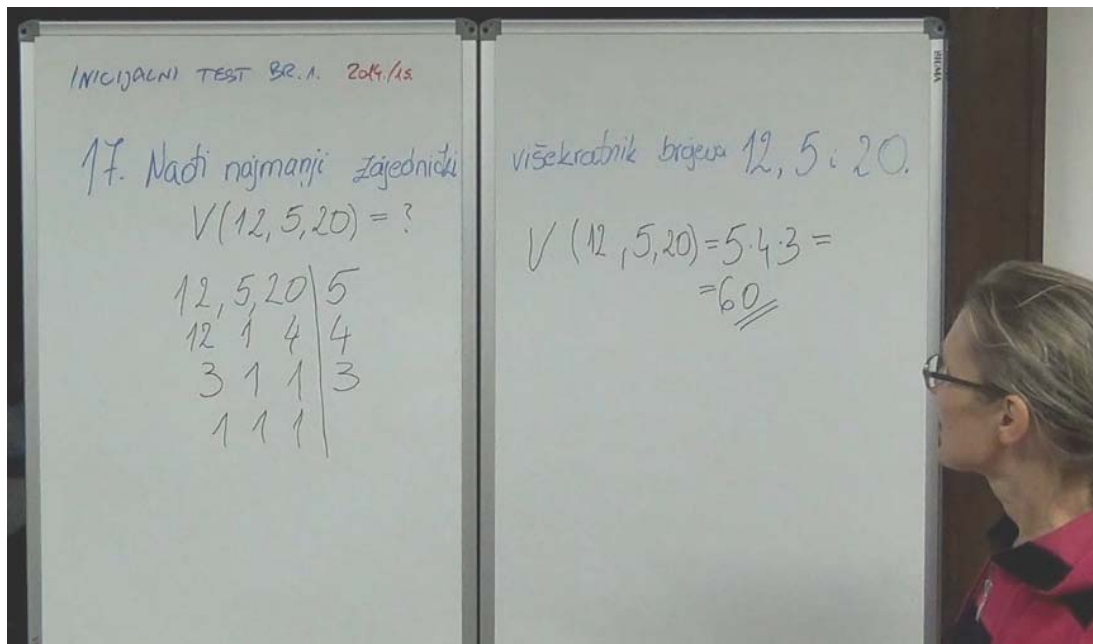 INICIJALNI TEST BR. 1. 2014./15.
17. Nađi najmanji zajednički višekratnik brojeva 12, 5 i 20.
V(12, 5, 20) = ?
12, 5, 20 | 5
12 1 4 | 4
3 1 1 | 3
1 1 1 |
V (12, 5, 20) = 5·4·3 =
= 60